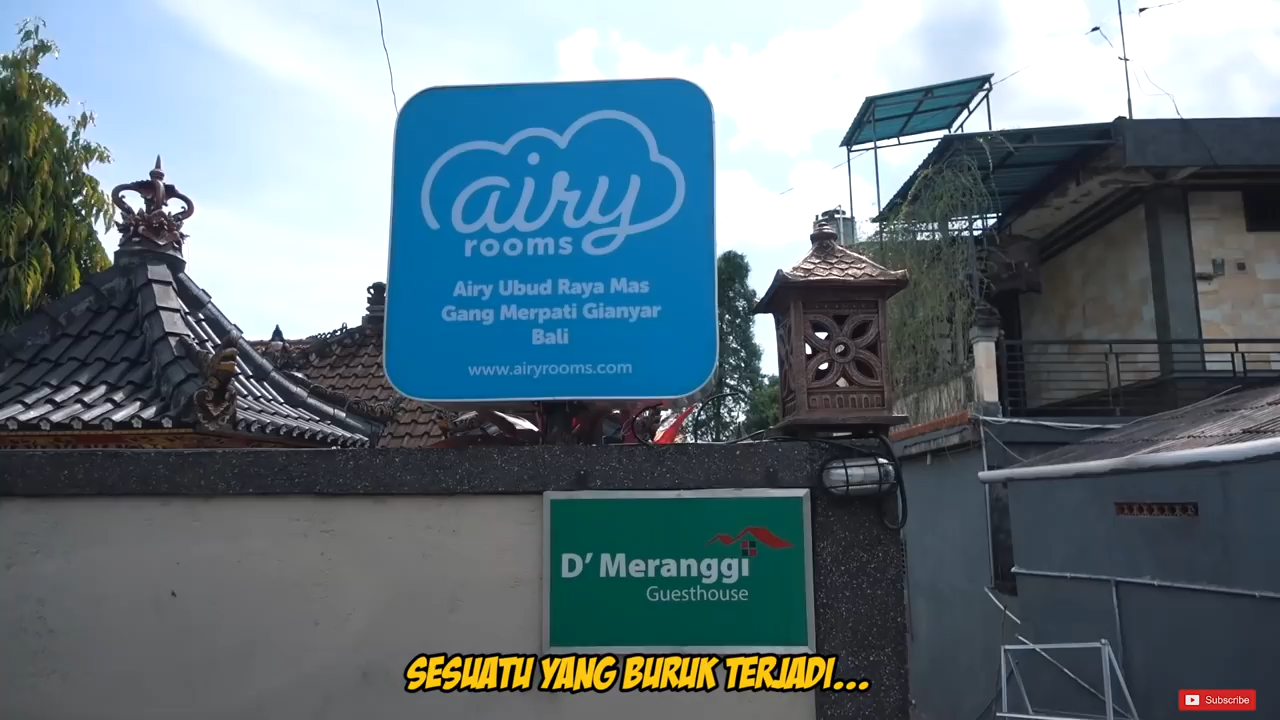 airy
rooms
Airy Ubud Raya Mas
Gang Merpati Gianyar
Bali
www.airyrooms.com
D' Meranggi
Guesthouse
SESUATU YANG BURUK TERJADI...
Subscribe